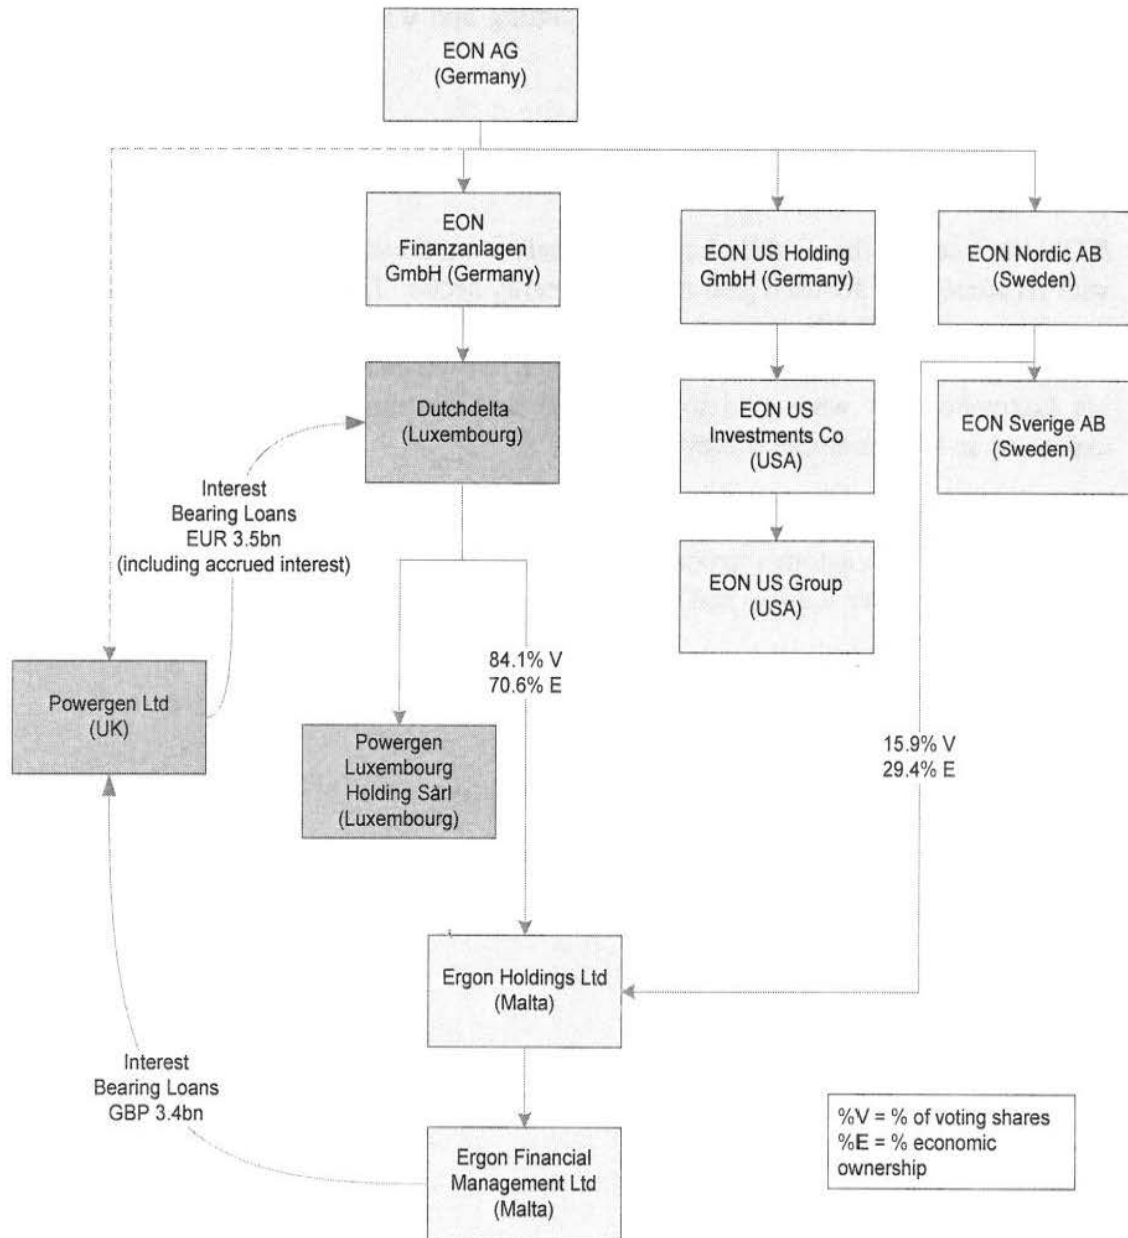 EON AG
(Germany)
EON
Finanzanlagen
GmbH (Germany)
EON US Holding
GmbH (Germany)
EON Nordic AB
(Sweden)
Dutchdelta
(Luxembourg)
EON US
Investments Co
(USA)
EON Sverige AB
(Sweden)
Interest
Bearing Loans
EUR 3.5bn
(including accrued interest)
EON US Group
(USA)
84.1% V
70.6% E
Powergen Ltd
(UK)
Powergen
Luxembourg
Holding Sàrl
(Luxembourg)
15.9% V
29.4% E
Ergon Holdings Ltd
(Malta)
Interest
Bearing Loans
GBP 3.4bn
Ergon Financial
Management Ltd
(Malta)
%V = % of voting shares
%E = % economic
ownership